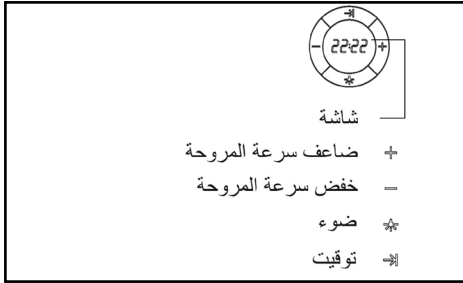 22:22
شاشة
+ ضاعف سرعة المروحة
− خفض سرعة المروحة
ضوء
توقيت